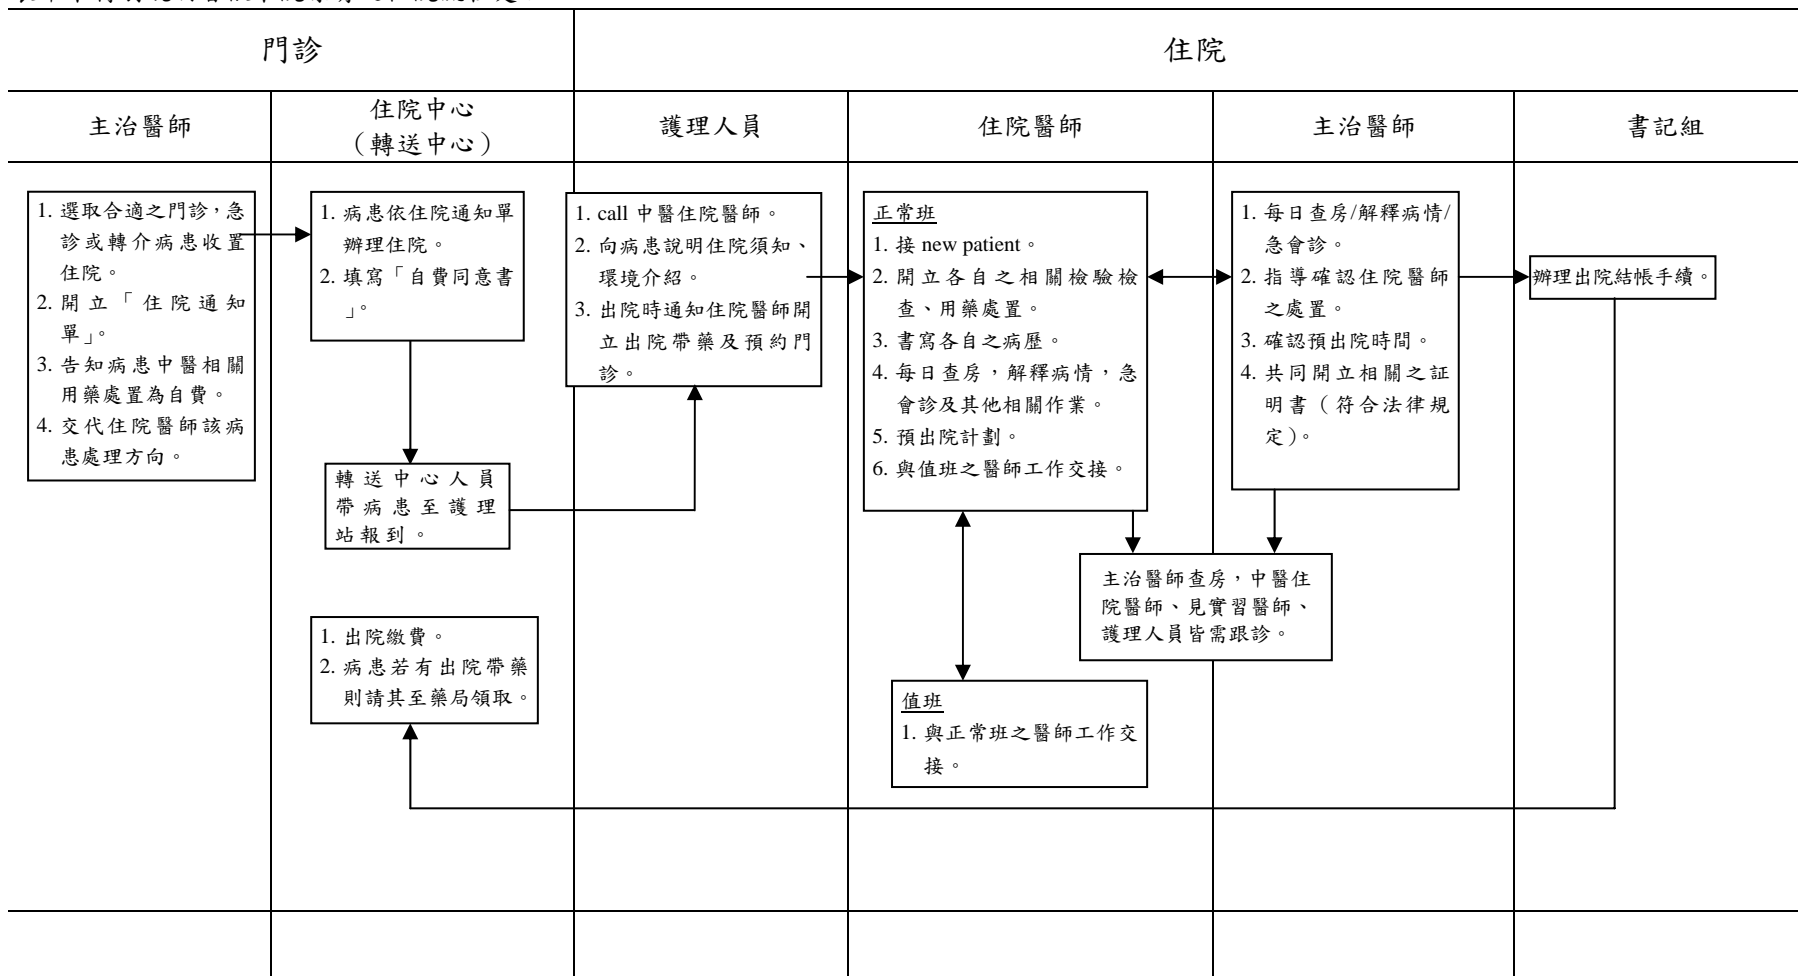 門診
住院
主治醫師
住院中心
（轉送中心）
護理人員
住院醫師
主治醫師
書記組
1. 選取合適之門診，急
診或轉介病患收置
住院。
2. 開立「住院通知
單」。
3. 告知病患中醫相關
用藥處置為自費。
4. 交代住院醫師該病
患處理方向。
1. 病患依住院通知單
辦理住院。
2. 填寫「自費同意書
」。
轉送中心人員
帶病患至護理
站報到。
1. 出院繳費。
2. 病患若有出院帶藥
則請其至藥局領取。
1. call 中醫住院醫師。
2. 向病患說明住院須知、
環境介紹。
3. 出院時通知住院醫師開
立出院帶藥及預約門
診。
正常班
1. 接 new patient。
2. 開立各自之相關檢驗檢
查、用藥處置。
3. 書寫各自之病歷。
4. 每日查房，解釋病情，急
會診及其他相關作業。
5. 預出院計劃。
6. 與值班之醫師工作交接。
值班
1. 與正常班之醫師工作交
接。
1. 每日查房/解釋病情/
急會診。
2. 指導確認住院醫師
之處置。
3. 確認預出院時間。
4. 共同開立相關之証
明書（符合法律規
定）。
主治醫師查房，中醫住
院醫師、見實習醫師、
護理人員皆需跟診。
辦理出院結帳手續。